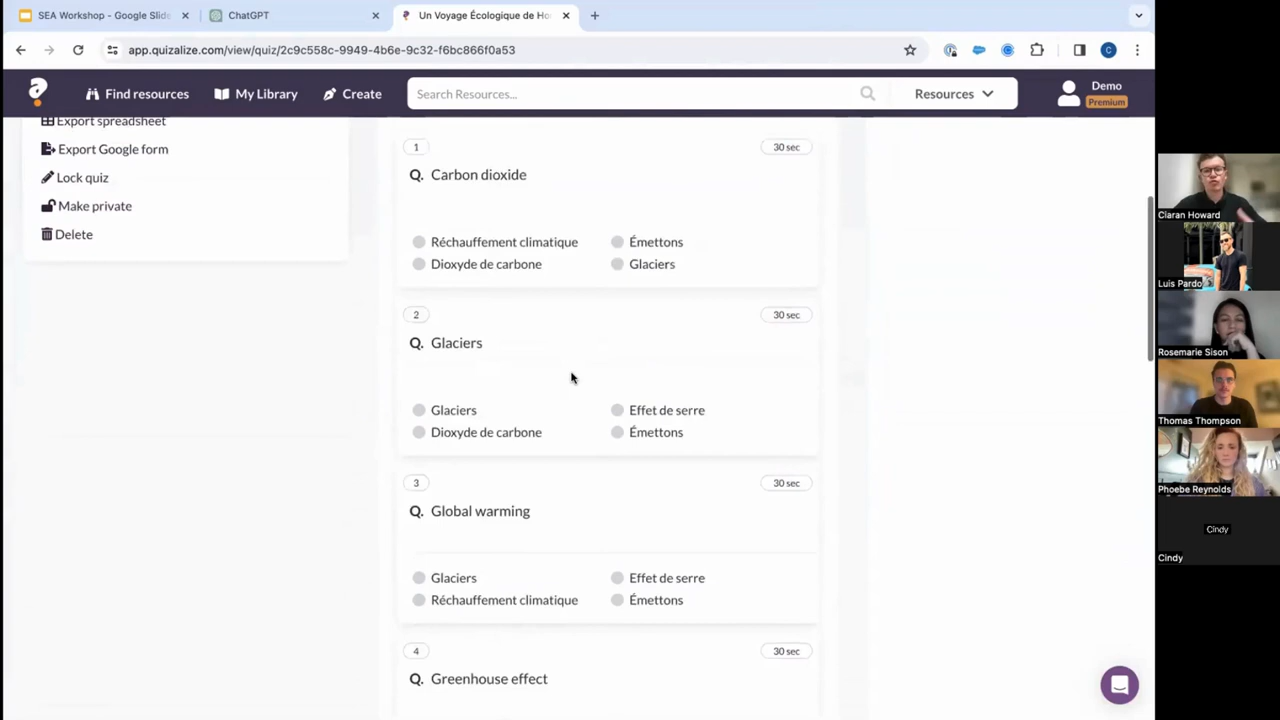 SEA Workshop - Google Slid
ChatGPT
Un Voyage Écologique de Ho
app.quizalize.com/view/quiz/2c9c558c-9949-4b6e-9c32-f6bc866f0a53
C
Find resources
My Library
Create
Search Resources...
Resources
Demo
Premium
Export spreadsheet
Export Google form
Lock quiz
Make private
Delete
1
30 sec
Q. Carbon dioxide
Réchauffement climatique
Émettons
Dioxyde de carbone
Glaciers
2
30 sec
Q. Glaciers
Glaciers
Effet de serre
Dioxyde de carbone
Émettons
3
30 sec
Q. Global warming
Glaciers
Effet de serre
Réchauffement climatique
Émettons
4
30 sec
Q. Greenhouse effect
Ciaran Howard
Luis Pardo
Rosemarie Sison
Thomas Thompson
Phoebe Reynolds
Cindy
Cindy